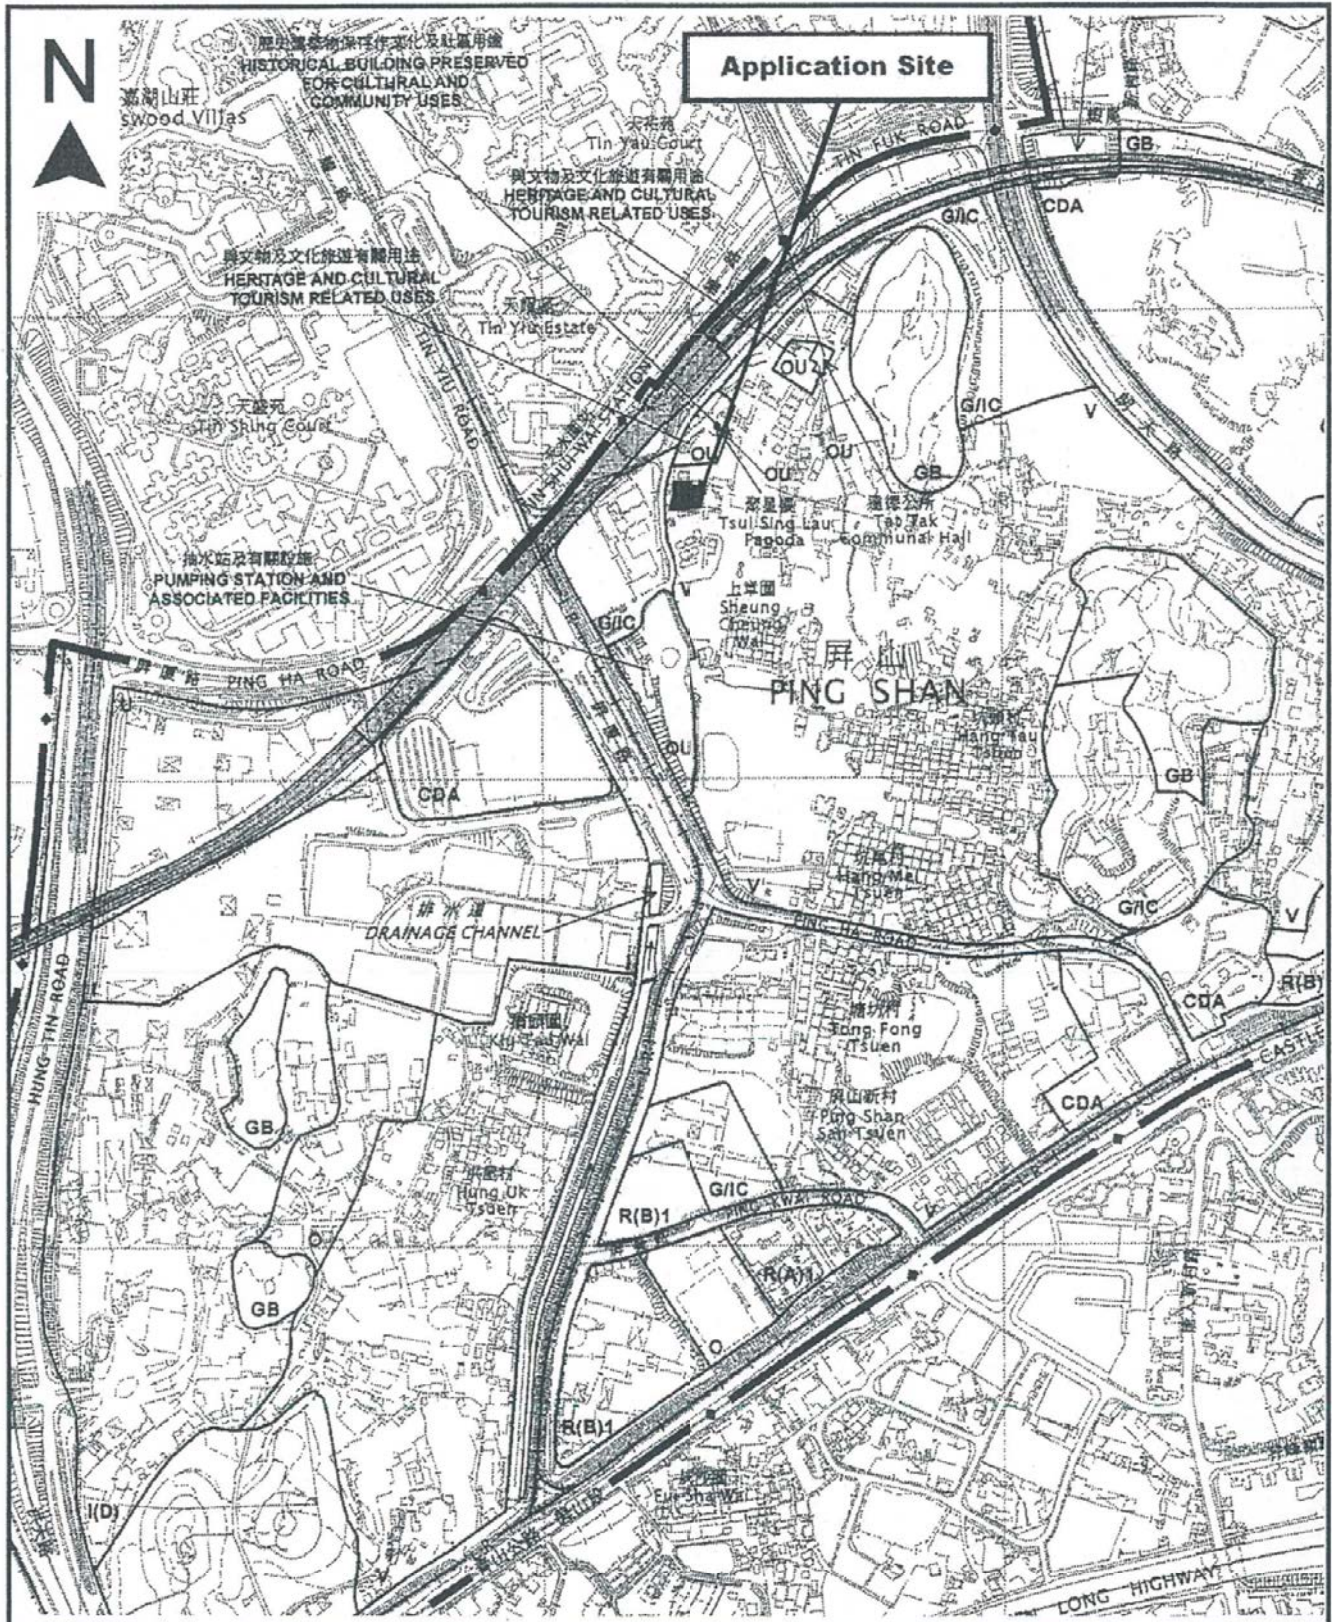 N
歷史建築物保存作文化及社區用途
HISTORICAL BUILDING PRESERVED
FOR CULTURAL AND
COMMUNITY USES
Application Site
嘉湖山莊
swood Villas
天祐苑
Tin Yau Court
TIN FUK ROAD
GB
與文物及文化旅遊有關用途
HERITAGE AND CULTURAL
TOURISM RELATED USES
G/IC
CDA
與文物及文化旅遊有關用途
HERITAGE AND CULTURAL
TOURISM RELATED USES
Tin Yiu Estate
TIN YIU ROAD
TIN SHUI WAI STATION
OU
G/IC
V
天盛苑
Tin Shing Court
OU
OU
OU
GB
聚星樓
Tsui Sing Lau
Pagoda
達德公所
Tat Tak
Communal Hall
抽水站及有關設施
PUMPING STATION AND
ASSOCIATED FACILITIES
V
上章圍
Sheung
Cheung
Wai
G/IC
屏山
PING SHAN
屏廈路 PING HA ROAD
U
坑頭村
Hang Tau
Tsuen
OU
GB
CDA
坑尾村
Hang Mei
Tsuen
V
G/IC
V
排水道
DRAINAGE CHANNEL
PING HA ROAD
HUNG TIN ROAD
R(B)
CDA
Kiu Tau Wai
塘坊村
Tong Fong
Tsuen
CASTLE
GB
屏山新村
Ping Shan
San Tsuen
CDA
洪屋村
Hung Uk
Tsuen
G/IC
R(B)1
PING KWAI ROAD
V
O
R(A)1
GB
O
R(B)1
I(D)
V
LONG HIGHWAY